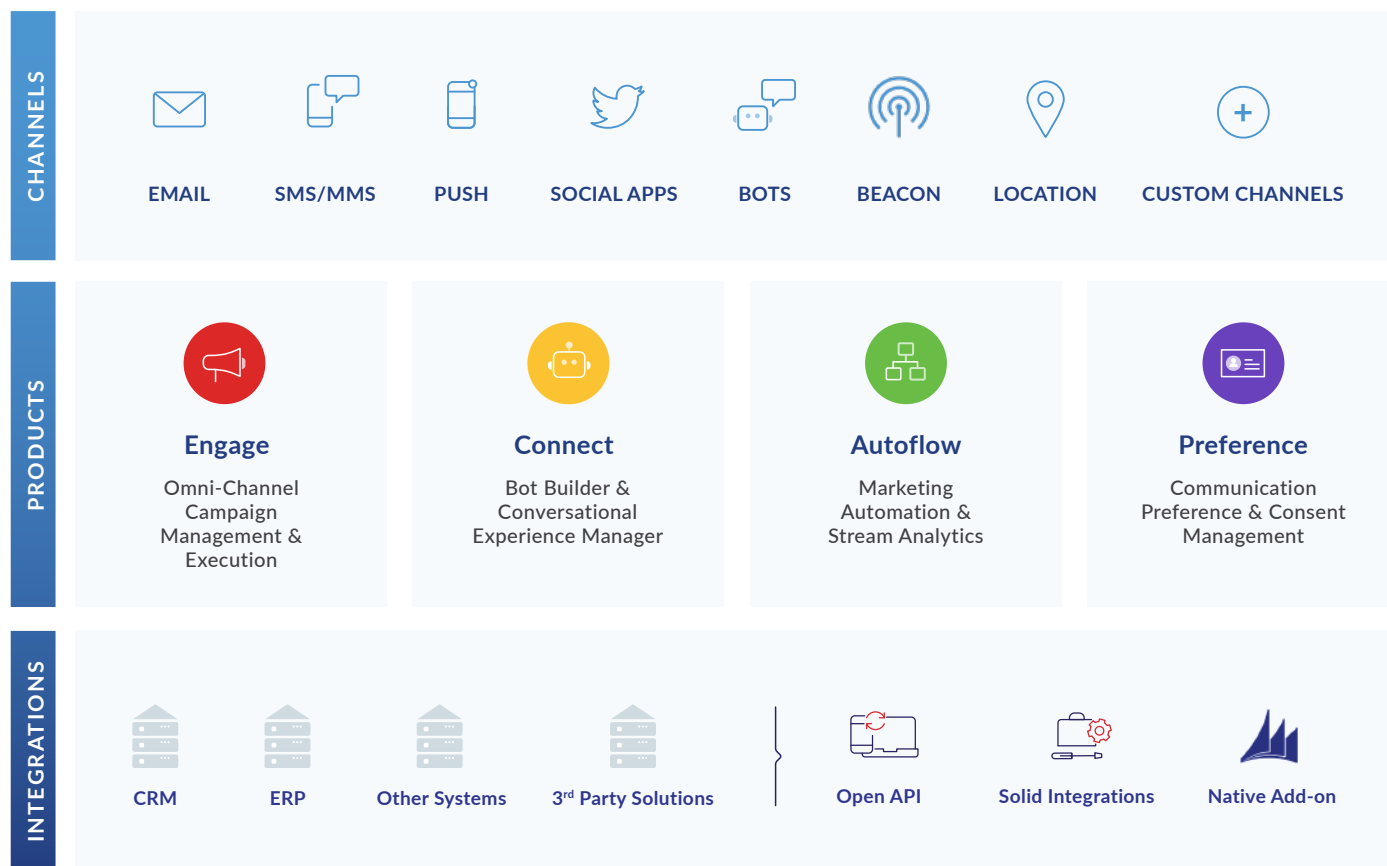 CHANNELS
EMAIL
SMS/MMS
PUSH
SOCIAL APPS
BOTS
BEACON
LOCATION
CUSTOM CHANNELS
PRODUCTS
Engage
Omni-Channel
Campaign
Management &
Execution
Connect
Bot Builder &
Conversational
Experience Manager
Autoflow
Marketing
Automation &
Stream Analytics
Preference
Communication
Preference & Consent
Management
INTEGRATIONS
CRM
ERP
Other Systems
3rd Party Solutions
Open API
Solid Integrations
Native Add-on